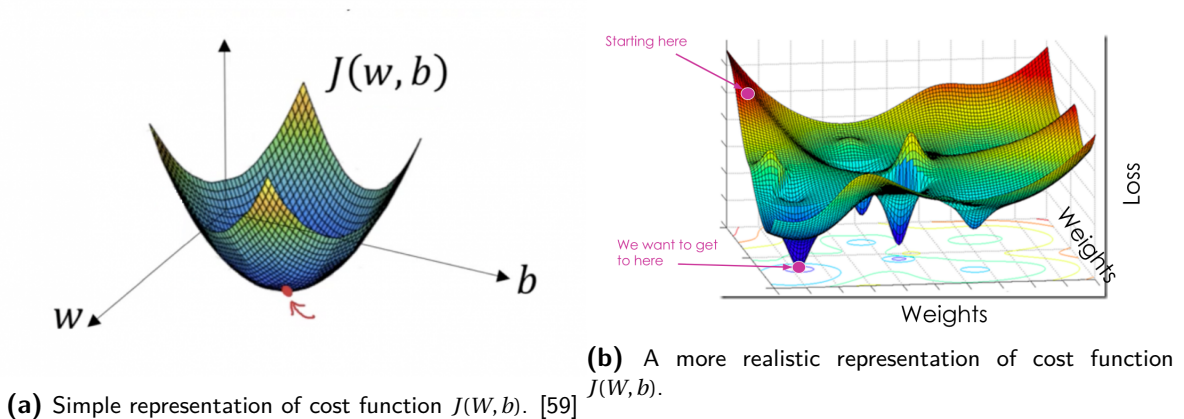 J(w, b)
w
b
(a) Simple representation of cost function J(W, b). [59]
Starting here
We want to get
to here
Loss
Weights
Weights
(b) A more realistic representation of cost function
J(W, b).